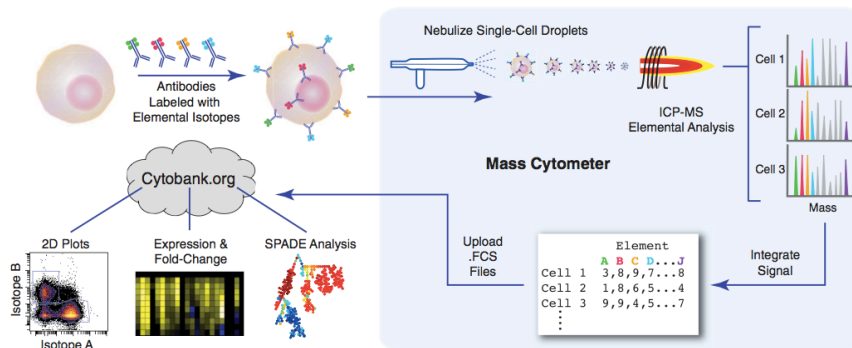 Nebulize Single-Cell Droplets
Antibodies
Labeled with
Elemental Isotopes
ICP-MS
Elemental Analysis
Cell 1
Cell 2
Cell 3
Mass
Mass Cytometer
Cytobank.org
2D Plots
Expression &
Fold-Change
SPADE Analysis
Isotope B
Isotope A
Upload
.FCS
Files
Element
A B C D...J
Cell 1 3,8,9,7...8
Cell 2 1,8,6,5...4
Cell 3 9,9,4,5...7
Integrate
Signal